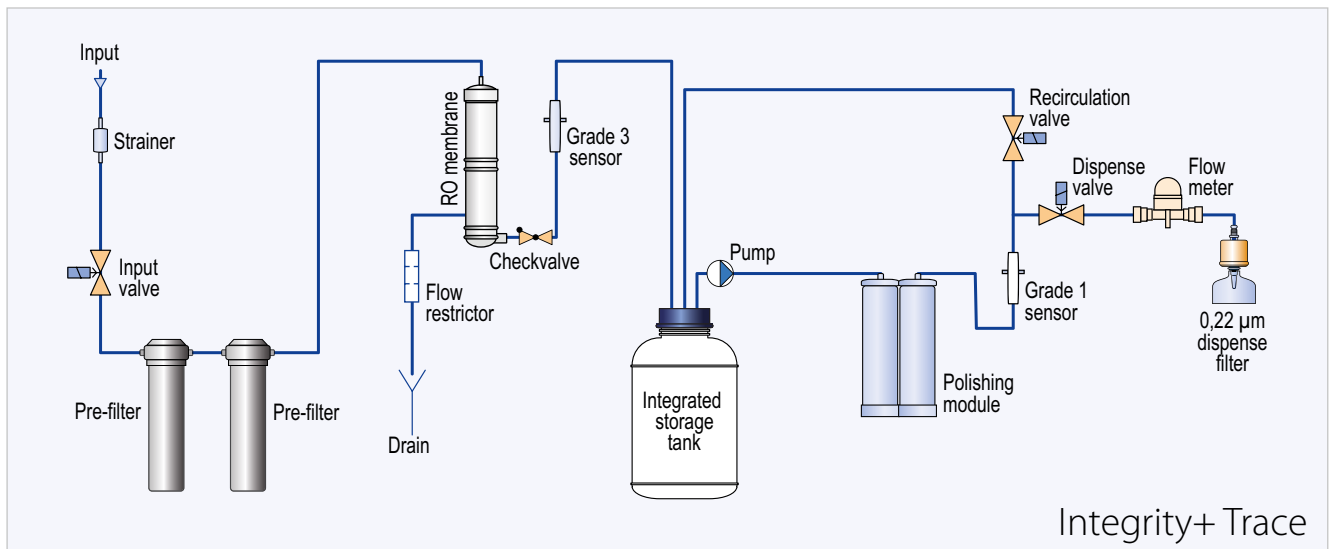 Input
Strainer
Input
valve
Pre-filter
Pre-filter
RO membrane
Flow
restrictor
Drain
Checkvalve
Grade 3
sensor
Integrated
storage
tank
Pump
Polishing
module
Grade 1
sensor
Recirculation
valve
Dispense
valve
Flow
meter
0,22 µm
dispense
filter
Integrity+ Trace